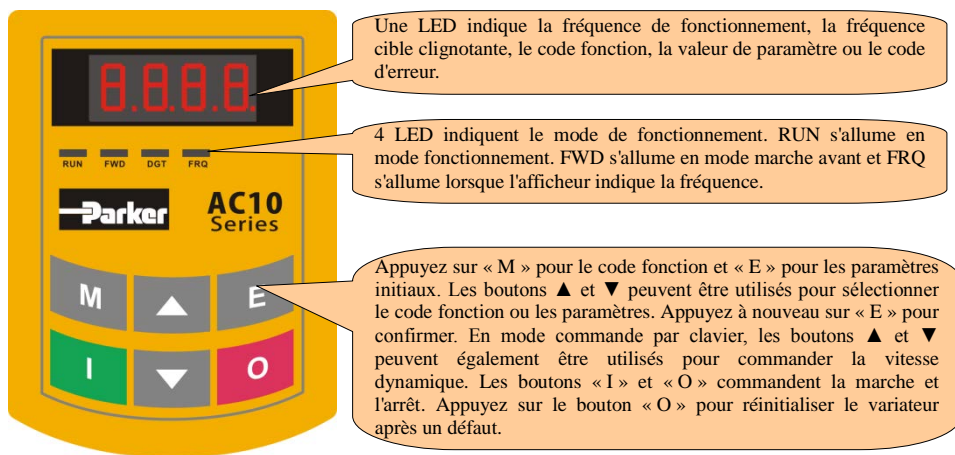 Une LED indique la fréquence de fonctionnement, la fréquence
cible clignotante, le code fonction, la valeur de paramètre ou le code
d'erreur.
8.8.8.8.
4 LED indiquent le mode de fonctionnement. RUN s'allume en
mode fonctionnement. FWD s'allume en mode marche avant et FRQ
s'allume lorsque l'afficheur indique la fréquence.
RUN FWD DGT FRQ
Parker
AC10
Series
Appuyez sur « M » pour le code fonction et « E » pour les paramètres
initiaux. Les boutons ▲ et ▼ peuvent être utilisés pour sélectionner
le code fonction ou les paramètres. Appuyez à nouveau sur « E » pour
confirmer. En mode commande par clavier, les boutons ▲ et ▼
peuvent également être utilisés pour commander la vitesse
dynamique. Les boutons « I » et « O » commandent la marche et
l'arrêt. Appuyez sur le bouton « O » pour réinitialiser le variateur
après un défaut.
M ▲ E
I ▼ O